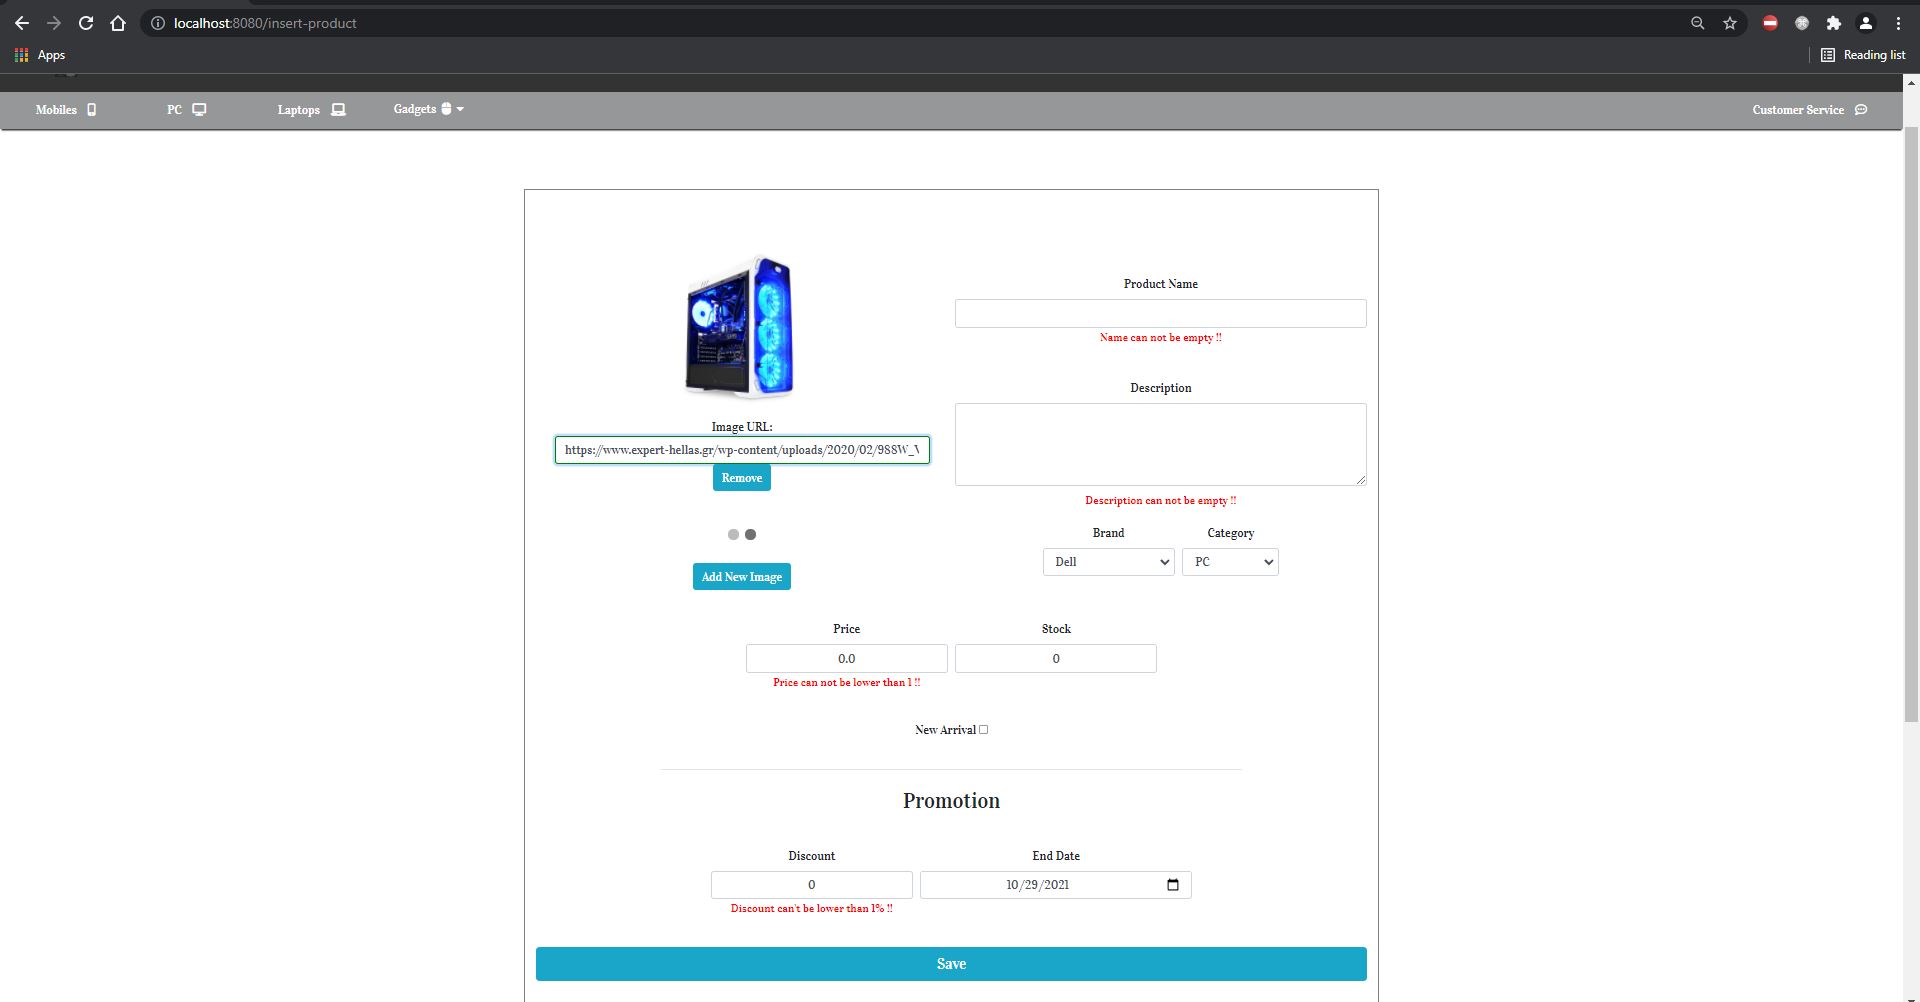 localhost:8080/insert-product
Apps
Reading list
Mobiles
PC
Laptops
Gadgets
Customer Service
Product Name
Name can not be empty !!
Description
Image URL:
https://www.expert-hellas.gr/wp-content/uploads/2020/02/988W_V
Remove
Description can not be empty !!
Brand
Category
Dell
PC
Add New Image
Price
Stock
0.0
0
Price can not be lower than 1 !!
New Arrival
Promotion
Discount
End Date
0
10/29/2021
Discount can't be lower than 1% !!
Save